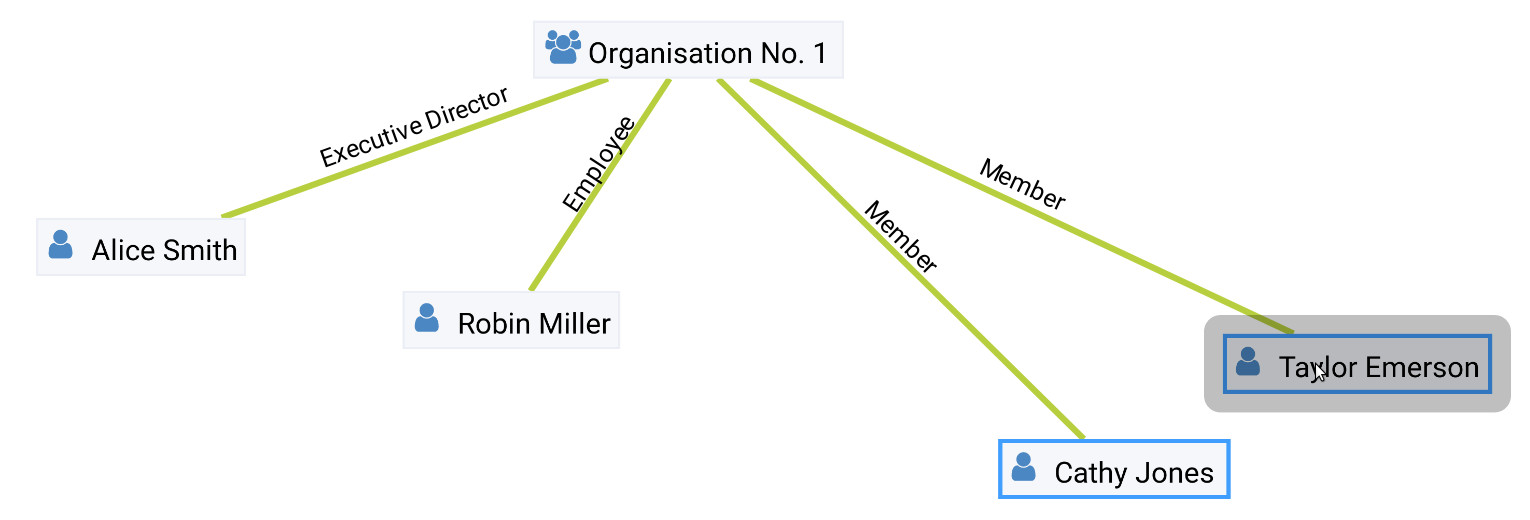 Organisation No. 1
Executive Director
Employee
Member
Member
Alice Smith
Robin Miller
Taylor Emerson
Cathy Jones